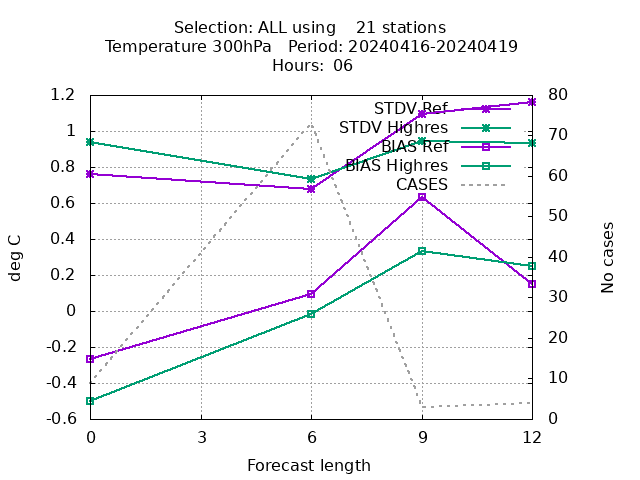 Selection: ALL using    21 stations
Temperature 300hPa   Period: 20240416-20240419
Hours:  06
STDV Ref
STDV Highres
BIAS Ref
BIAS Highres
CASES
1.2
1
0.8
0.6
0.4
0.2
0
-0.2
-0.4
-0.6
80
70
60
50
40
30
20
10
0
deg C
No cases
0 3 6 9 12
Forecast length